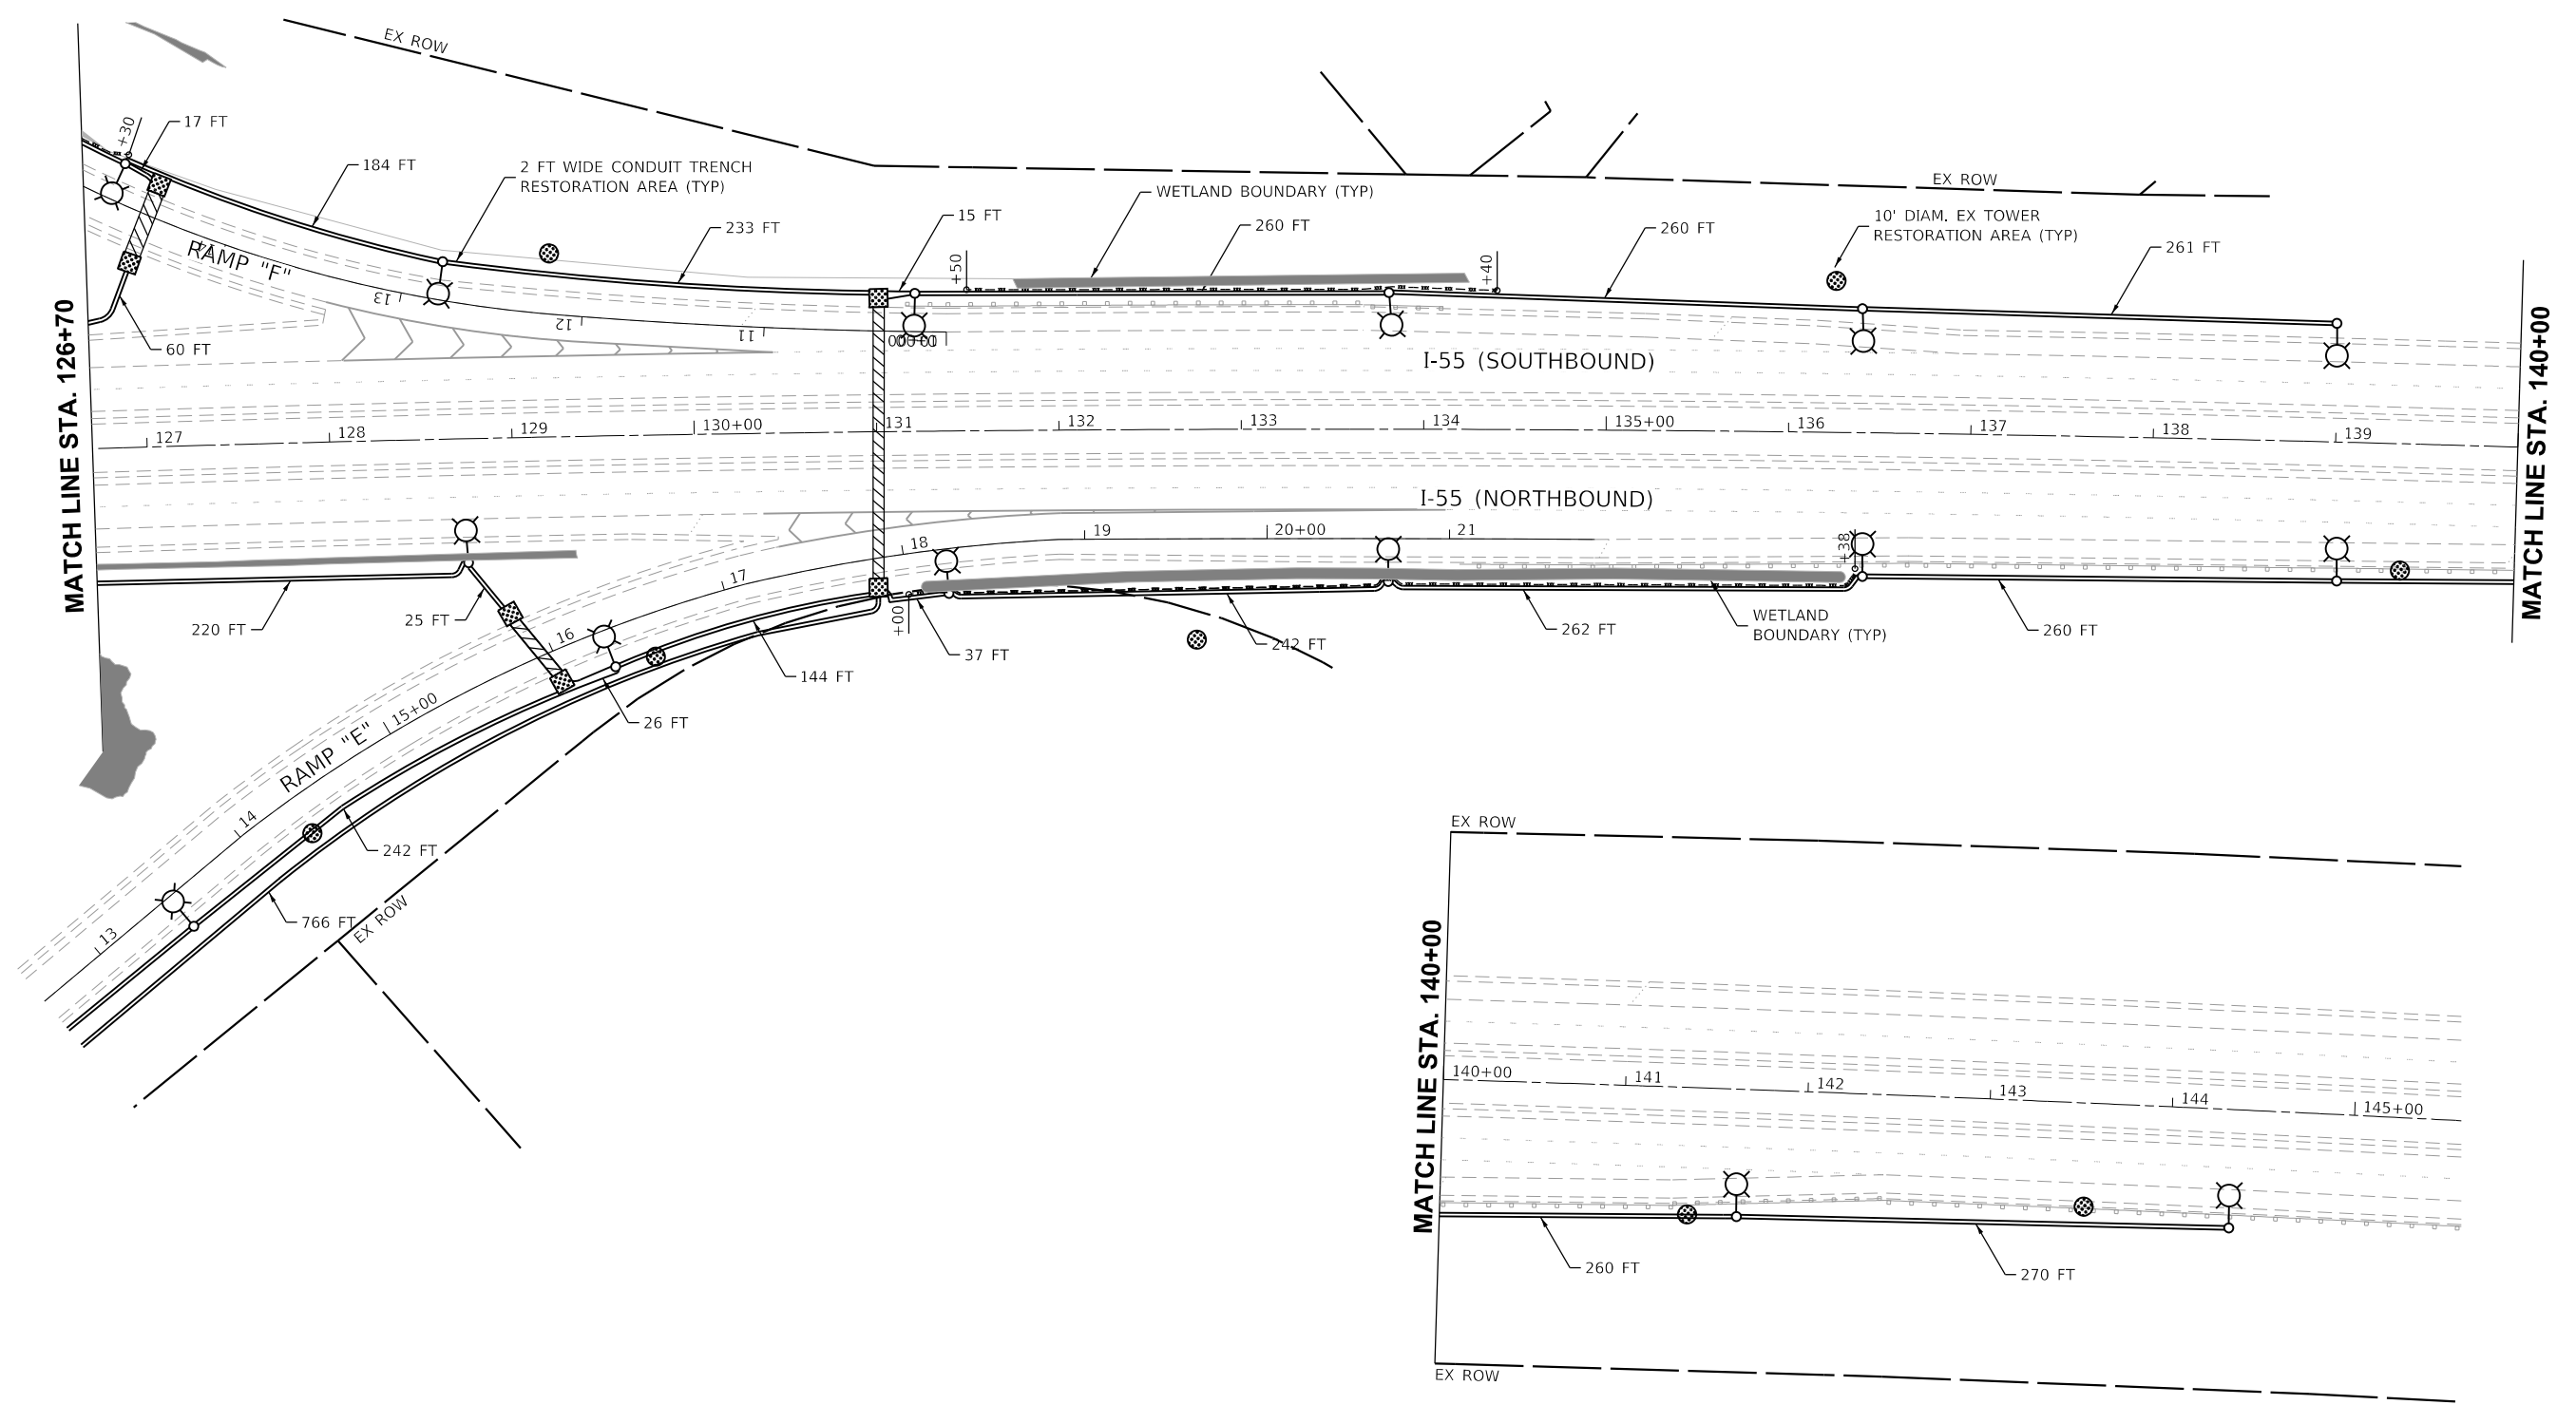 EX ROW
+30
17 FT
184 FT
2 FT WIDE CONDUIT TRENCH
RESTORATION AREA (TYP)
233 FT
15 FT
WETLAND BOUNDARY (TYP)
260 FT
260 FT
EX ROW
10' DIAM. EX TOWER
RESTORATION AREA (TYP)
261 FT
+50
+40
RAMP "F"
13
12
11
60 FT
I-55 (SOUTHBOUND)
MATCH LINE STA. 126+70
MATCH LINE STA. 140+00
127
128
129
130+00
131
132
133
134
135+00
136
137
138
139
I-55 (NORTHBOUND)
19
20+00
21
18
17
16
15+00
14
13
+38
+00
220 FT
25 FT
37 FT
242 FT
262 FT
WETLAND
BOUNDARY (TYP)
260 FT
144 FT
26 FT
RAMP "E"
242 FT
766 FT
EX ROW
EX ROW
MATCH LINE STA. 140+00
140+00
141
142
143
144
145+00
260 FT
270 FT
EX ROW